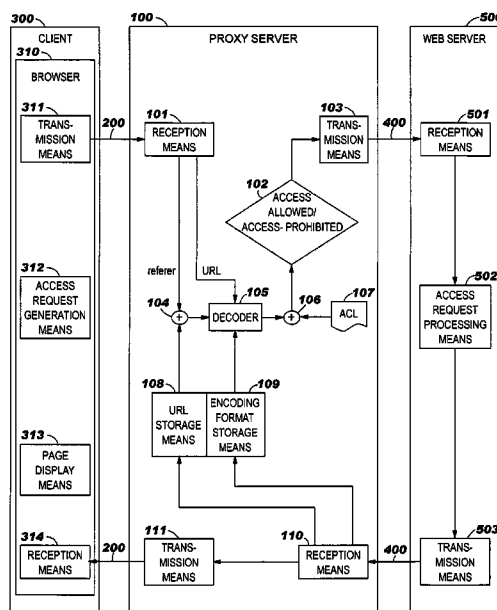 300
CLIENT
310
BROWSER
311
TRANS-
MISSION
MEANS
312
ACCESS
REQUEST
GENERATION
MEANS
313
PAGE
DISPLAY
MEANS
314
RECEPTION
MEANS
200
200
100
PROXY SERVER
101
RECEPTION
MEANS
103
TRANS-
MISSION
MEANS
102
ACCESS
ALLOWED/
ACCESS- PROHIBITED
referer
URL
104
+
105
DECODER
106
+
107
ACL
108
URL
STORAGE
MEANS
109
ENCODING
FORMAT
STORAGE
MEANS
111
TRANS-
MISSION
MEANS
110
RECEPTION
MEANS
400
400
500
WEB SERVER
501
RECEPTION
MEANS
502
ACCESS
REQUEST
PROCESSING
MEANS
503
TRANS-
MISSION
MEANS